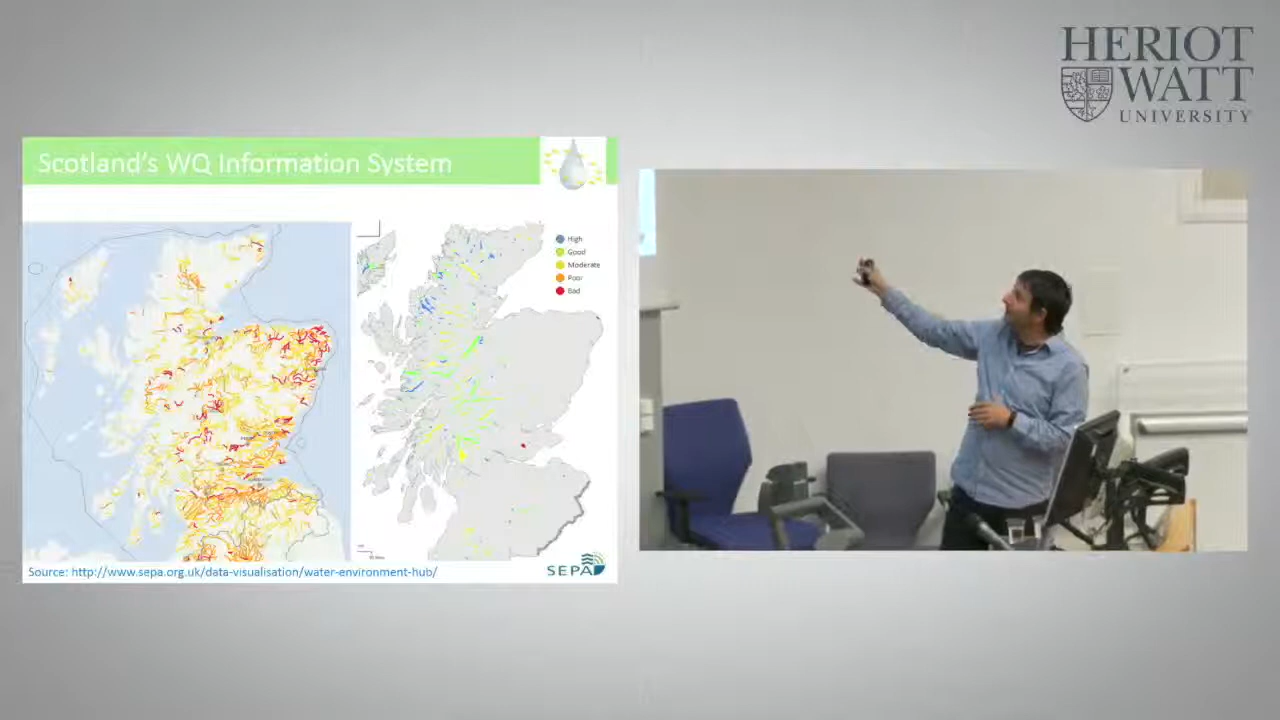 HERIOT
WATT
UNIVERSITY
Scotland's WQ Information System
High
Good
Moderate
Poor
Bad
Source: http://www.sepa.org.uk/data-visualisation/water-environment-hub/
SEPA